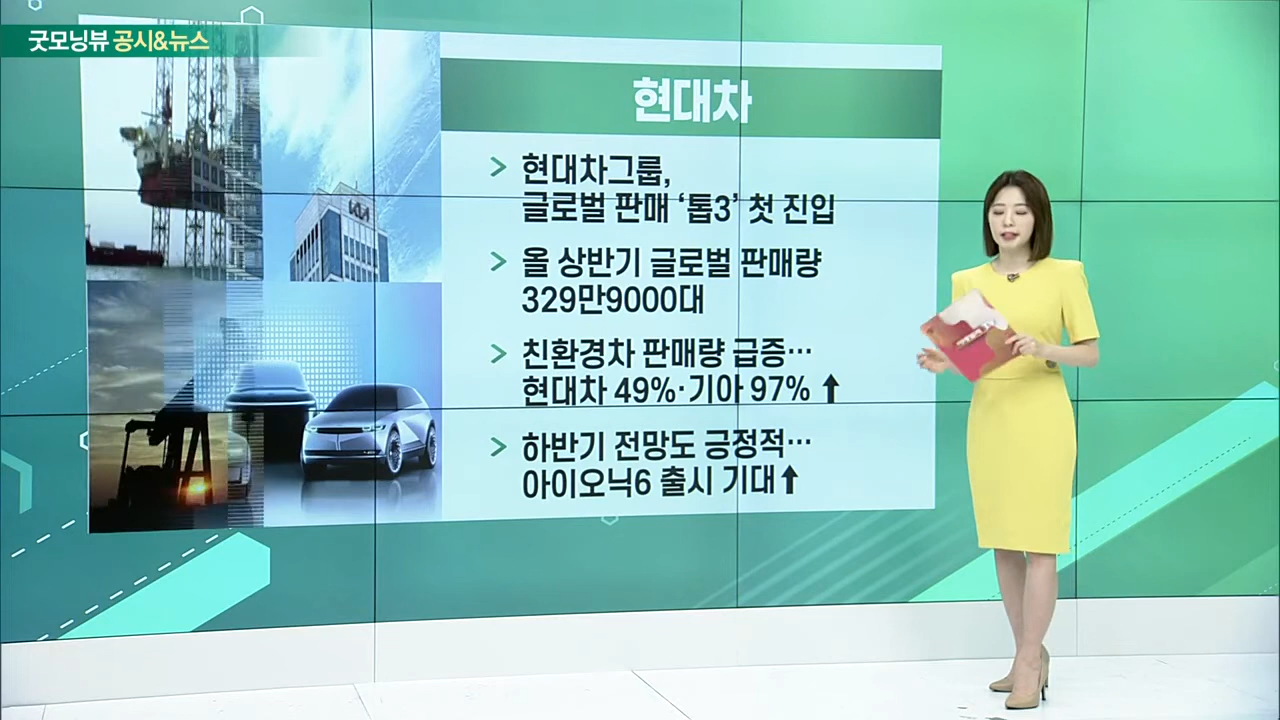 굿모닝뷰 공시&뉴스
현대차
KIA
> 현대차그룹,
글로벌 판매 ‘톱3’ 첫 진입
> 올 상반기 글로벌 판매량
329만9000대
> 친환경차 판매량 급증…
현대차 49%·기아 97% ↑
> 하반기 전망도 긍정적…
아이오닉6 출시 기대↑